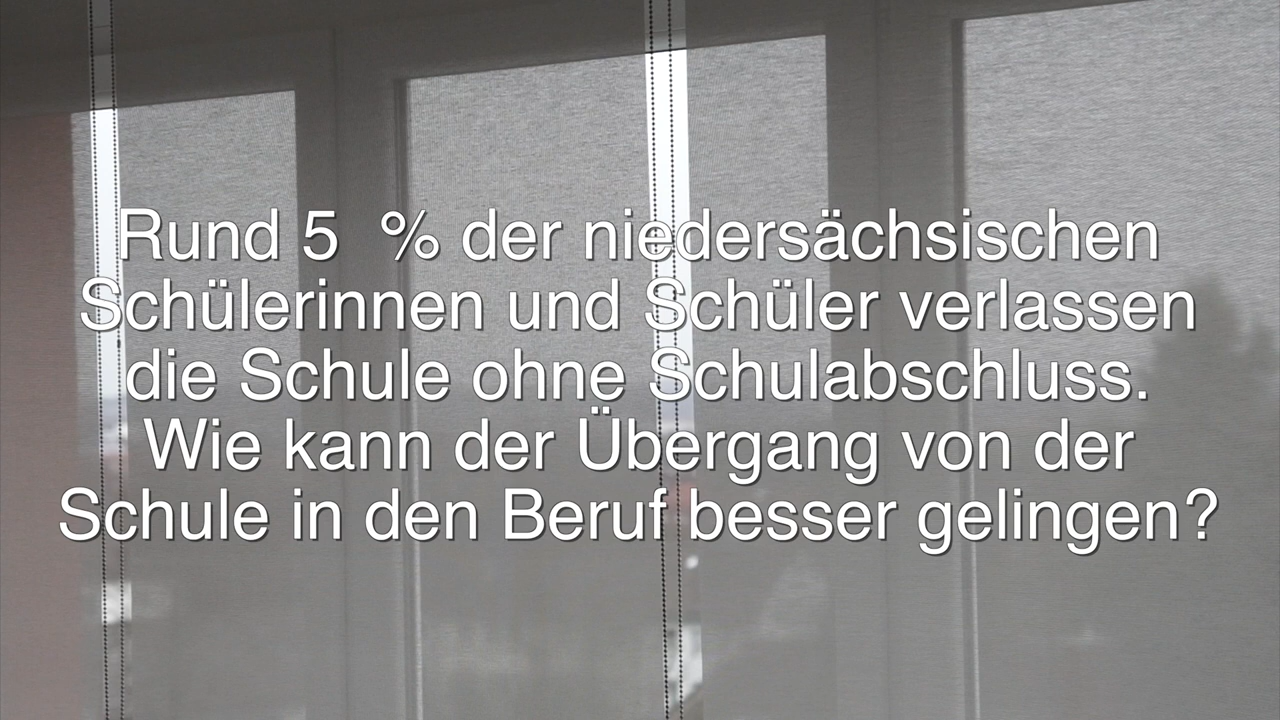 Rund 5  % der niedersächsischen
Schülerinnen und Schüler verlassen
die Schule ohne Schulabschluss.
Wie kann der Übergang von der
Schule in den Beruf besser gelingen?